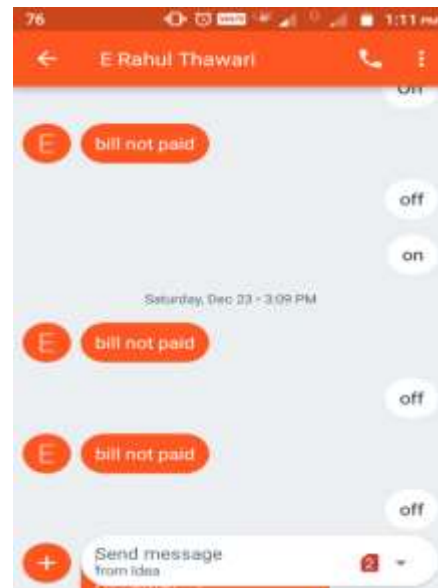 76
1:11 PM
E Rahul Thawari
E
bill not paid
off
on
Saturday, Dec 23 • 3:09 PM
E
bill not paid
off
E
bill not paid
off
Send message
from Idea
2